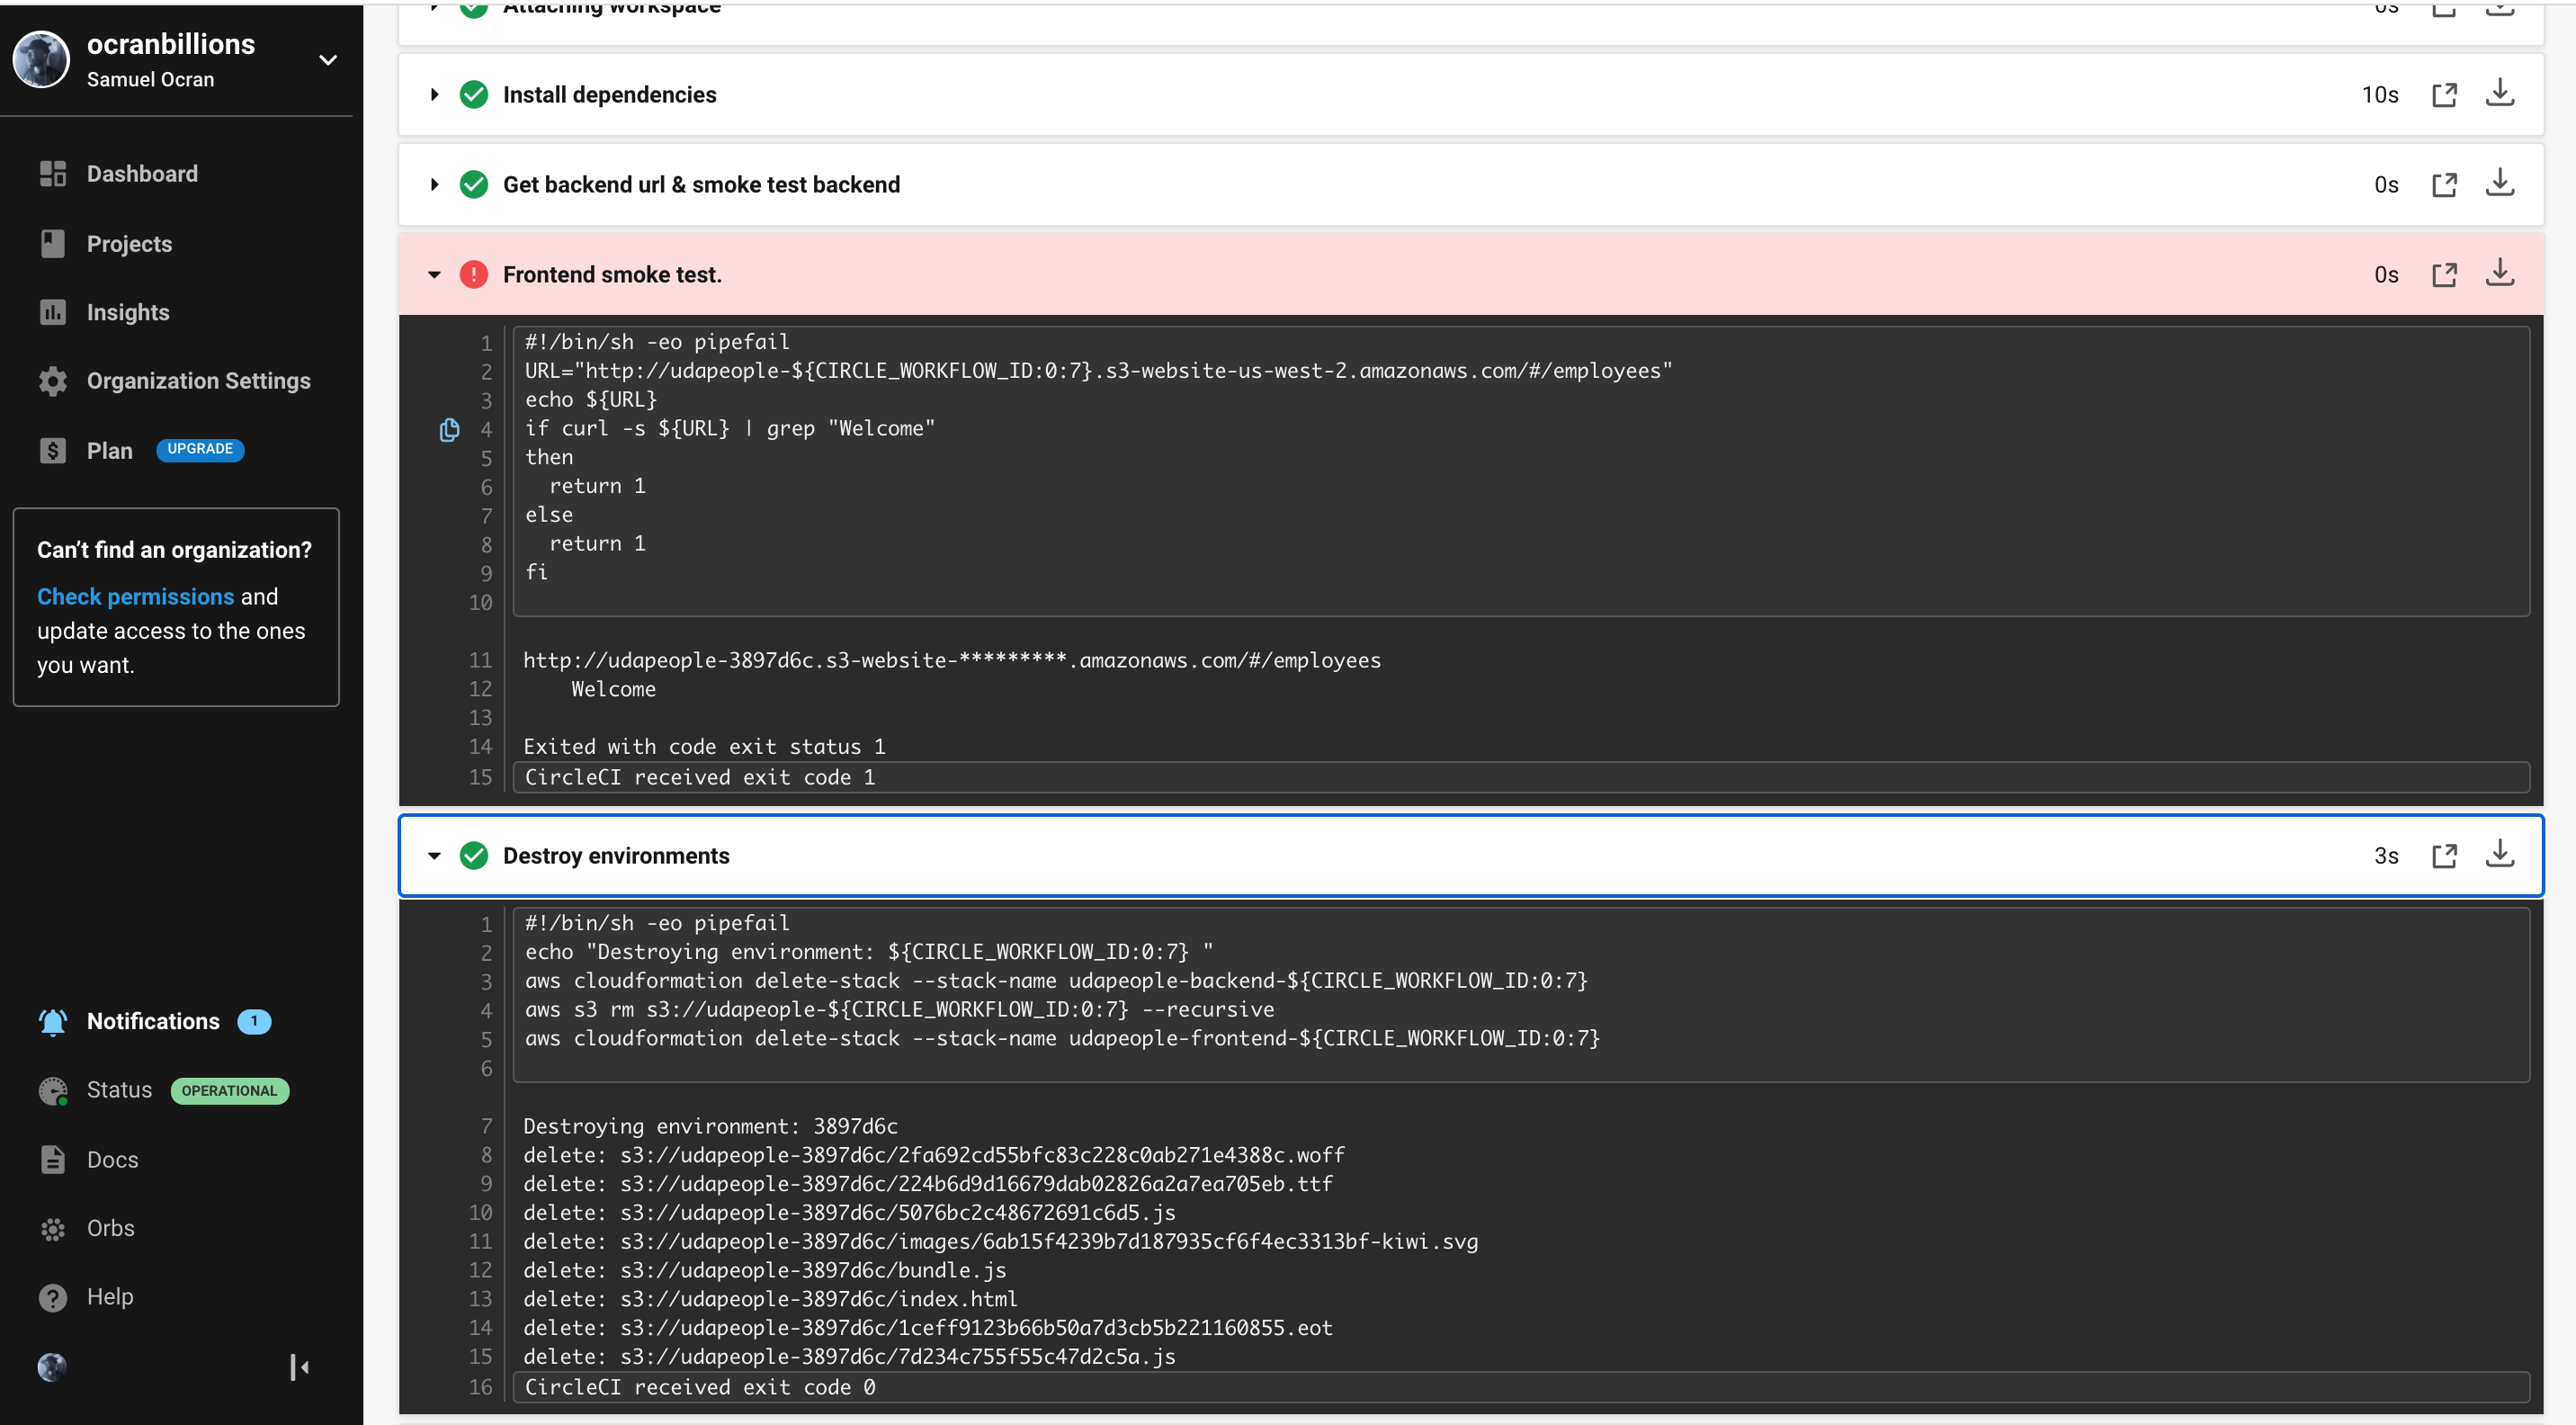 ocranbillions
Samuel Ocran
Dashboard
Projects
Insights
Organization Settings
Plan UPGRADE
Can't find an organization?
Check permissions and
update access to the ones
you want.
Notifications 1
Status OPERATIONAL
Docs
Orbs
Help
Attaching workspace 0s
Install dependencies 10s
Get backend url & smoke test backend 0s
Frontend smoke test. 0s
1 #!/bin/sh -eo pipefail
2 URL="http://udapeople-${CIRCLE_WORKFLOW_ID:0:7}.s3-website-us-west-2.amazonaws.com/#/employees"
3 echo ${URL}
4 if curl -s ${URL} | grep "Welcome"
5 then
6 return 1
7 else
8 return 1
9 fi
10
11 http://udapeople-3897d6c.s3-website-*********.amazonaws.com/#/employees
12 Welcome
13
14 Exited with code exit status 1
15 CircleCI received exit code 1
Destroy environments 3s
1 #!/bin/sh -eo pipefail
2 echo "Destroying environment: ${CIRCLE_WORKFLOW_ID:0:7} "
3 aws cloudformation delete-stack --stack-name udapeople-backend-${CIRCLE_WORKFLOW_ID:0:7}
4 aws s3 rm s3://udapeople-${CIRCLE_WORKFLOW_ID:0:7} --recursive
5 aws cloudformation delete-stack --stack-name udapeople-frontend-${CIRCLE_WORKFLOW_ID:0:7}
6
7 Destroying environment: 3897d6c
8 delete: s3://udapeople-3897d6c/2fa692cd55bfc83c228c0ab271e4388c.woff
9 delete: s3://udapeople-3897d6c/224b6d9d16679dab02826a2a7ea705eb.ttf
10 delete: s3://udapeople-3897d6c/5076bc2c48672691c6d5.js
11 delete: s3://udapeople-3897d6c/images/6ab15f4239b7d187935cf6f4ec3313bf-kiwi.svg
12 delete: s3://udapeople-3897d6c/bundle.js
13 delete: s3://udapeople-3897d6c/index.html
14 delete: s3://udapeople-3897d6c/1ceff9123b66b50a7d3cb5b221160855.eot
15 delete: s3://udapeople-3897d6c/7d234c755f55c47d2c5a.js
16 CircleCI received exit code 0